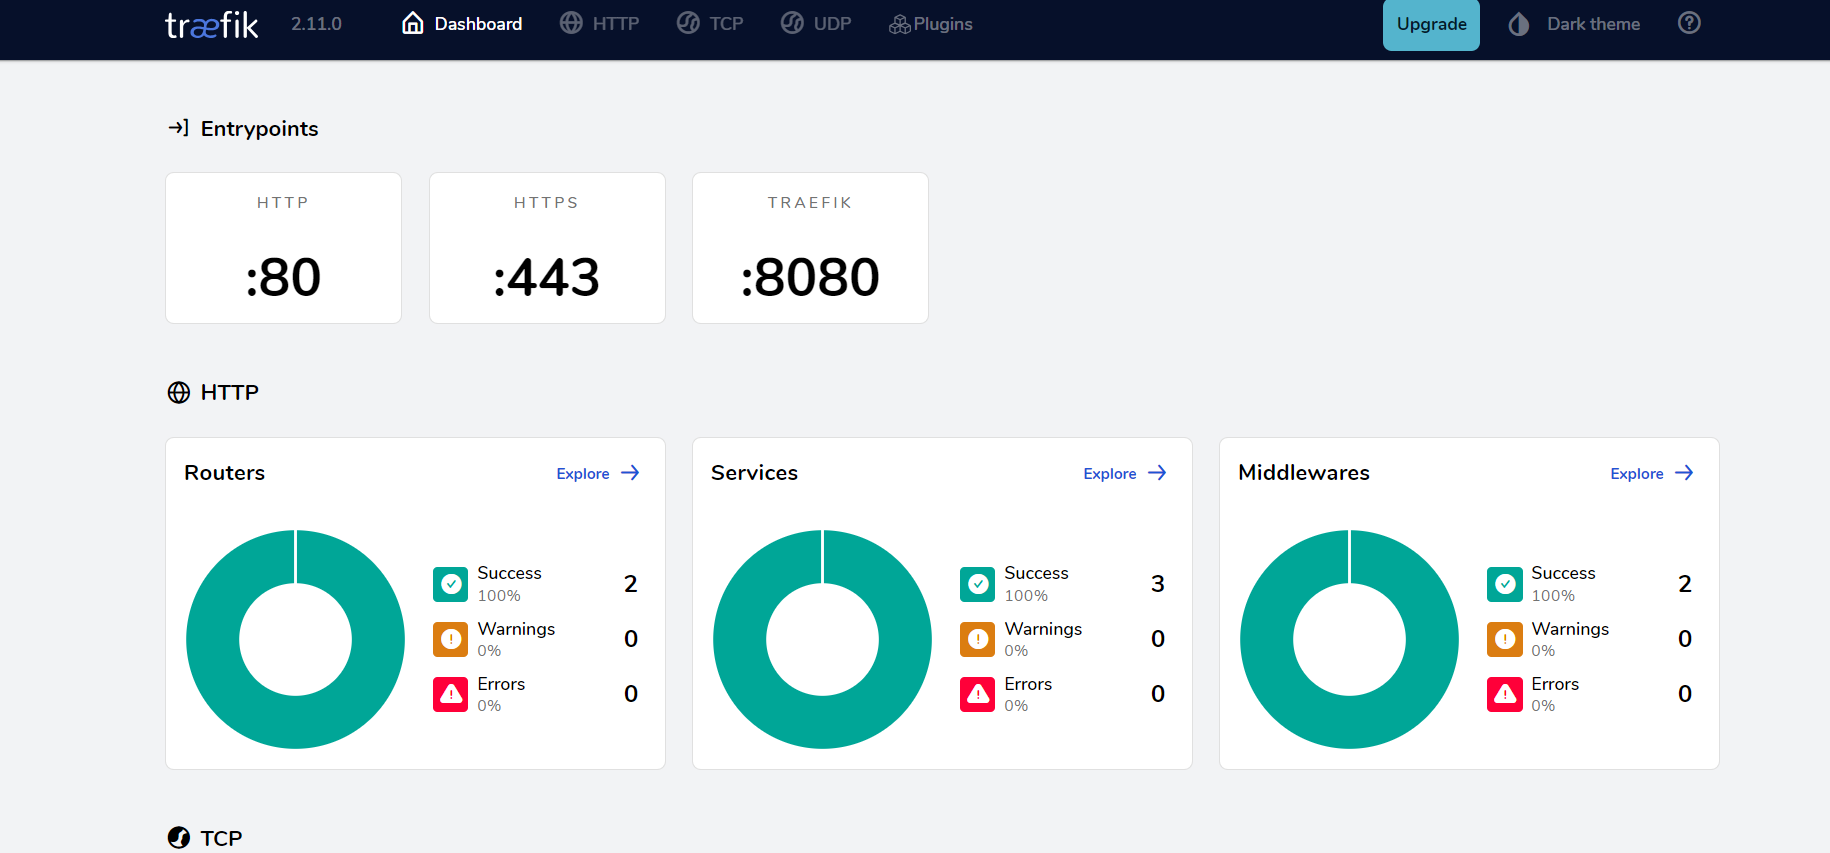 træfik 2.11.0 Dashboard HTTP TCP UDP Plugins Upgrade Dark theme
Entrypoints
HTTP
:80
HTTPS
:443
TRAEFIK
:8080
HTTP
Routers Explore
Success 2
100%
Warnings 0
0%
Errors 0
0%
Services Explore
Success 3
100%
Warnings 0
0%
Errors 0
0%
Middlewares Explore
Success 2
100%
Warnings 0
0%
Errors 0
0%
TCP